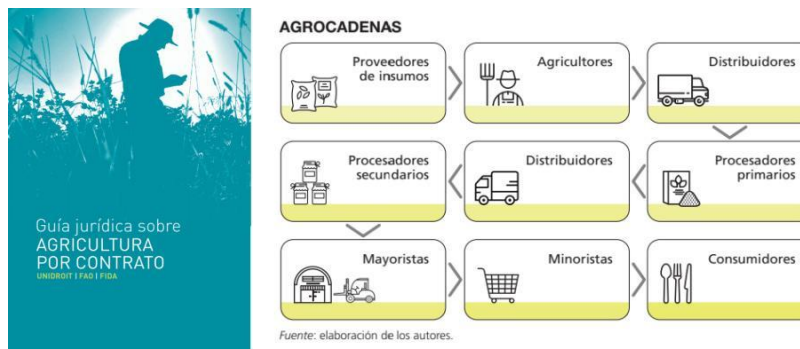 Guía jurídica sobre
AGRICULTURA
POR CONTRATO
UNIDROIT | FAO | FIDA
AGROCADENAS
Proveedores
de insumos
Agricultores
Distribuidores
Procesadores
primarios
Distribuidores
Procesadores
secundarios
Mayoristas
Minoristas
Consumidores
Fuente: elaboración de los autores.